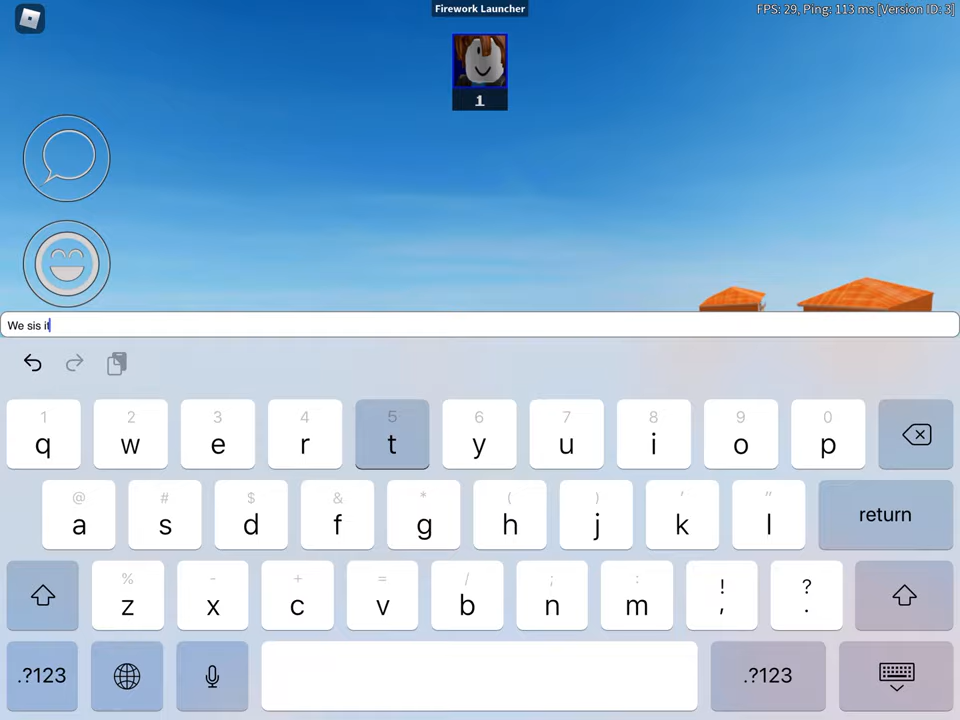 Firework Launcher
FPS: 29, Ping: 113 ms [Version ID: 3]
1
We sis it
1 2 3 4 5 6 7 8 9 0
q w e r t y u i o p
@ # $ & * ( ) ' "
a s d f g h j k l return
% - + = / ; : ! ?
z x c v b n m , .
.?123 .?123